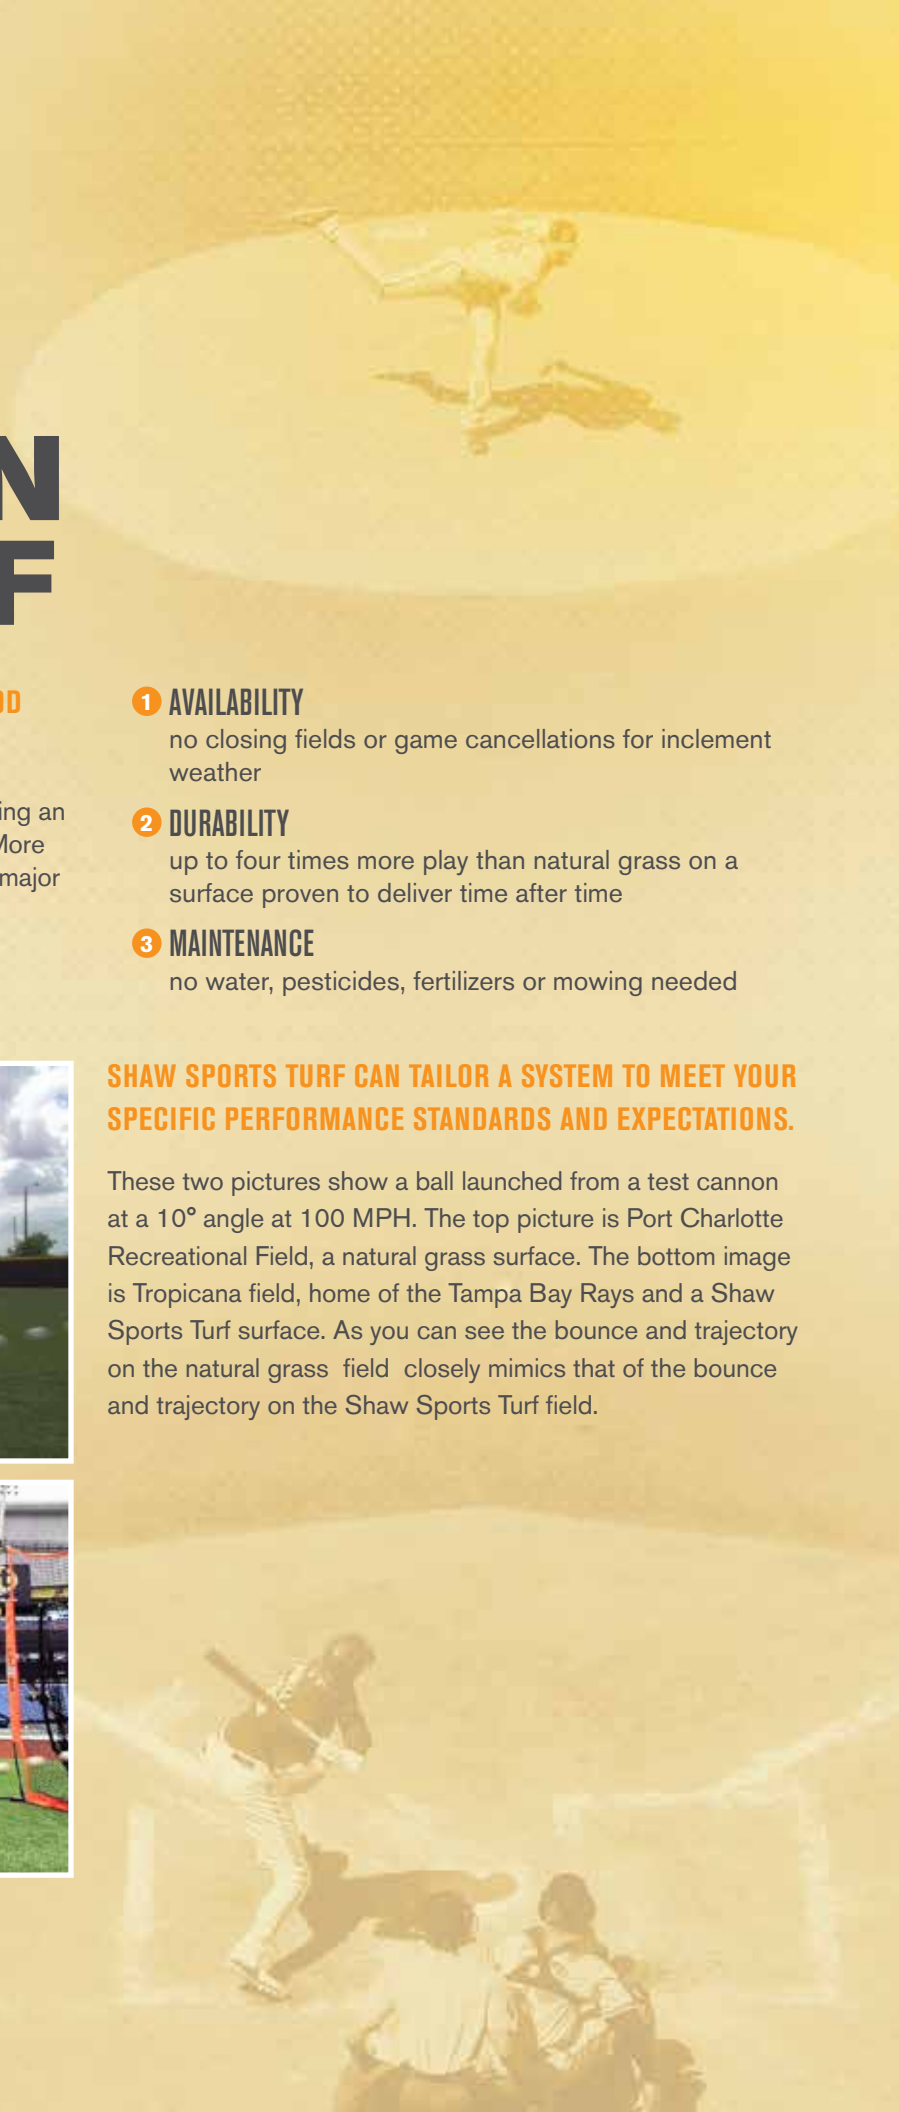 N
F
OD
ing an
More
major
1 AVAILABILITY
no closing fields or game cancellations for inclement
weather
2 DURABILITY
up to four times more play than natural grass on a
surface proven to deliver time after time
3 MAINTENANCE
no water, pesticides, fertilizers or mowing needed
SHAW SPORTS TURF CAN TAILOR A SYSTEM TO MEET YOUR
SPECIFIC PERFORMANCE STANDARDS AND EXPECTATIONS.
These two pictures show a ball launched from a test cannon
at a 10° angle at 100 MPH. The top picture is Port Charlotte
Recreational Field, a natural grass surface. The bottom image
is Tropicana field, home of the Tampa Bay Rays and a Shaw
Sports Turf surface. As you can see the bounce and trajectory
on the natural grass field closely mimics that of the bounce
and trajectory on the Shaw Sports Turf field.